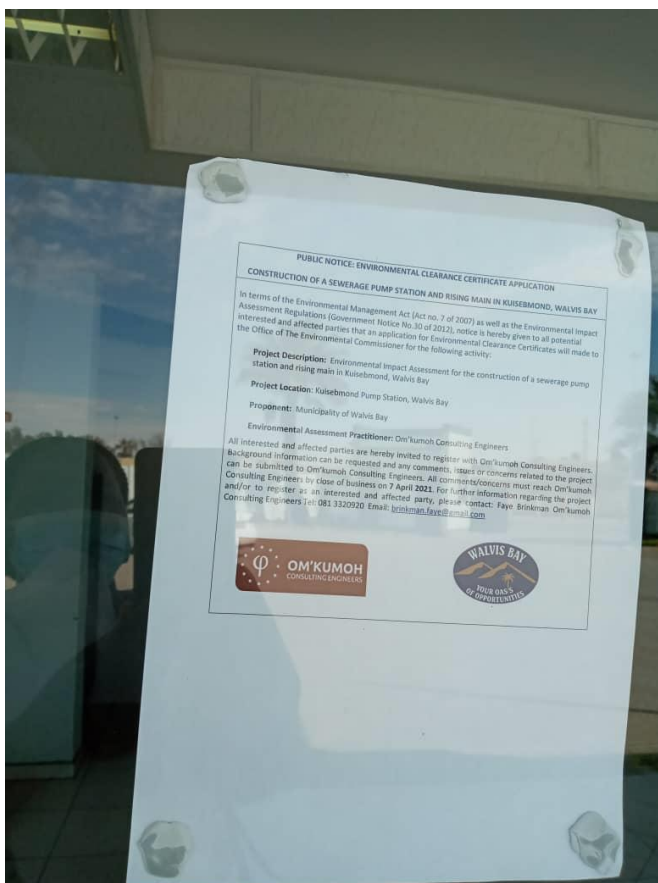 PUBLIC NOTICE: ENVIRONMENTAL CLEARANCE CERTIFICATE APPLICATION
CONSTRUCTION OF A SEWERAGE PUMP STATION AND RISING MAIN IN KUISEBMOND, WALVIS BAY
In terms of the Environmental Management Act (Act no. 7 of 2007) as well as the Environmental Impact
Assessment Regulations (Government Notice No.30 of 2012), notice is hereby given to all potential
interested and affected parties that an application for Environmental Clearance Certificates will made to
the Office of The Environmental Commissioner for the following activity:
Project Description: Environmental Impact Assessment for the construction of a sewerage pump
station and rising main in Kuisebmond, Walvis Bay
Project Location: Kuisebmond Pump Station, Walvis Bay
Proponent: Municipality of Walvis Bay
Environmental Assessment Practitioner: Om'kumoh Consulting Engineers
All interested and affected parties are hereby invited to register with Om'kumoh Consulting Engineers.
Background information can be requested and any comments, issues or concerns related to the project
can be submitted to Om'kumoh Consulting Engineers. All comments/concerns must reach Om'kumoh
Consulting Engineers by close of business on 7 April 2021. For further information regarding the project
and/or to register as an interested and affected party, please contact: Faye Brinkman Om'kumoh
Consulting Engineers Tel: 081 3320920 Email: brinkman.faye@gmail.com
φ OM'KUMOH
CONSULTING ENGINEERS
WALVIS BAY
YOUR OAS'S
OF OPPORTUNITIES